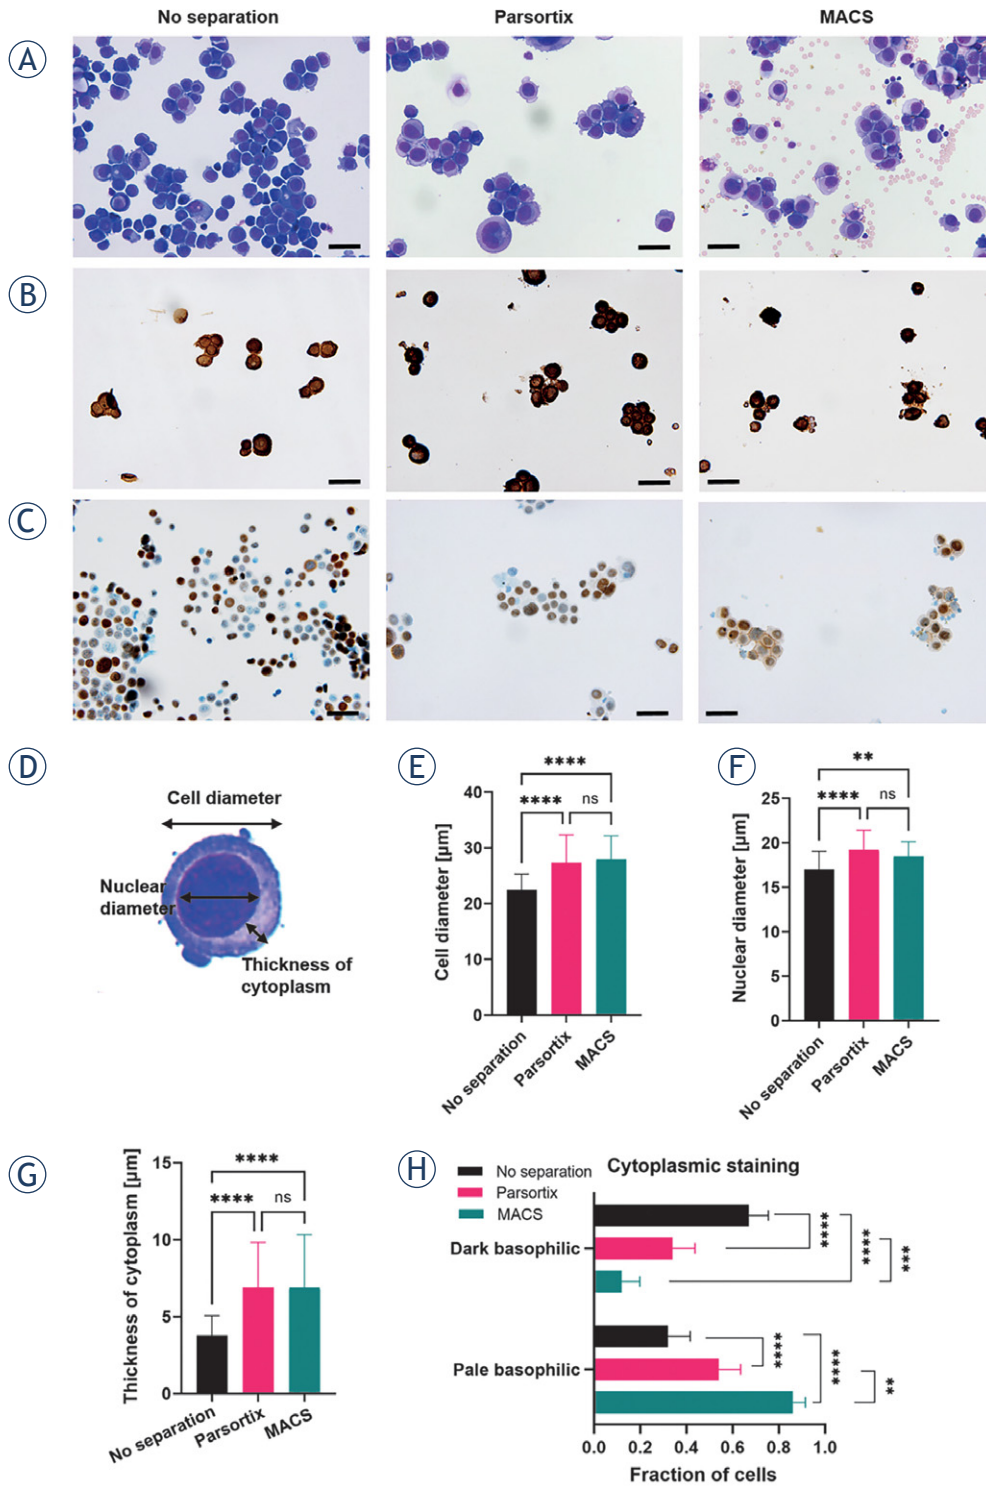 No separation
Parsortix
MACS
A
B
C
D
Cell diameter
Nuclear
diameter
Thickness of
cytoplasm
E
Cell diameter [µm]
40
30
20
10
0
****
****
ns
No separation
Parsortix
MACS
F
Nuclear diameter [µm]
25
20
15
10
5
0
**
****
ns
No separation
Parsortix
MACS
G
Thickness of cytoplasm [µm]
15
10
5
0
****
****
ns
No separation
Parsortix
MACS
H
No separation
Parsortix
MACS
Cytoplasmic staining
Dark basophilic
Pale basophilic
****
****
***
****
****
**
0.0 0.2 0.4 0.6 0.8 1.0
Fraction of cells